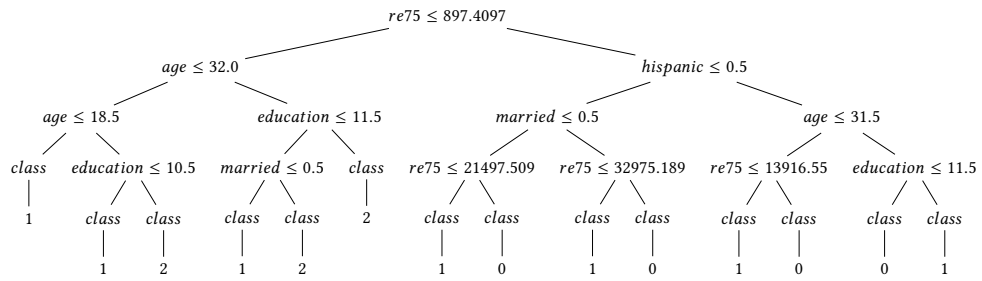 re75 ≤ 897.4097
age ≤ 32.0 hispanic ≤ 0.5
age ≤ 18.5 education ≤ 11.5 married ≤ 0.5 age ≤ 31.5
class education ≤ 10.5 married ≤ 0.5 class re75 ≤ 21497.509 re75 ≤ 32975.189 re75 ≤ 13916.55 education ≤ 11.5
1 class class class class 2 class class class class class class class class
1 2 1 2 1 0 1 0 1 0 0 1